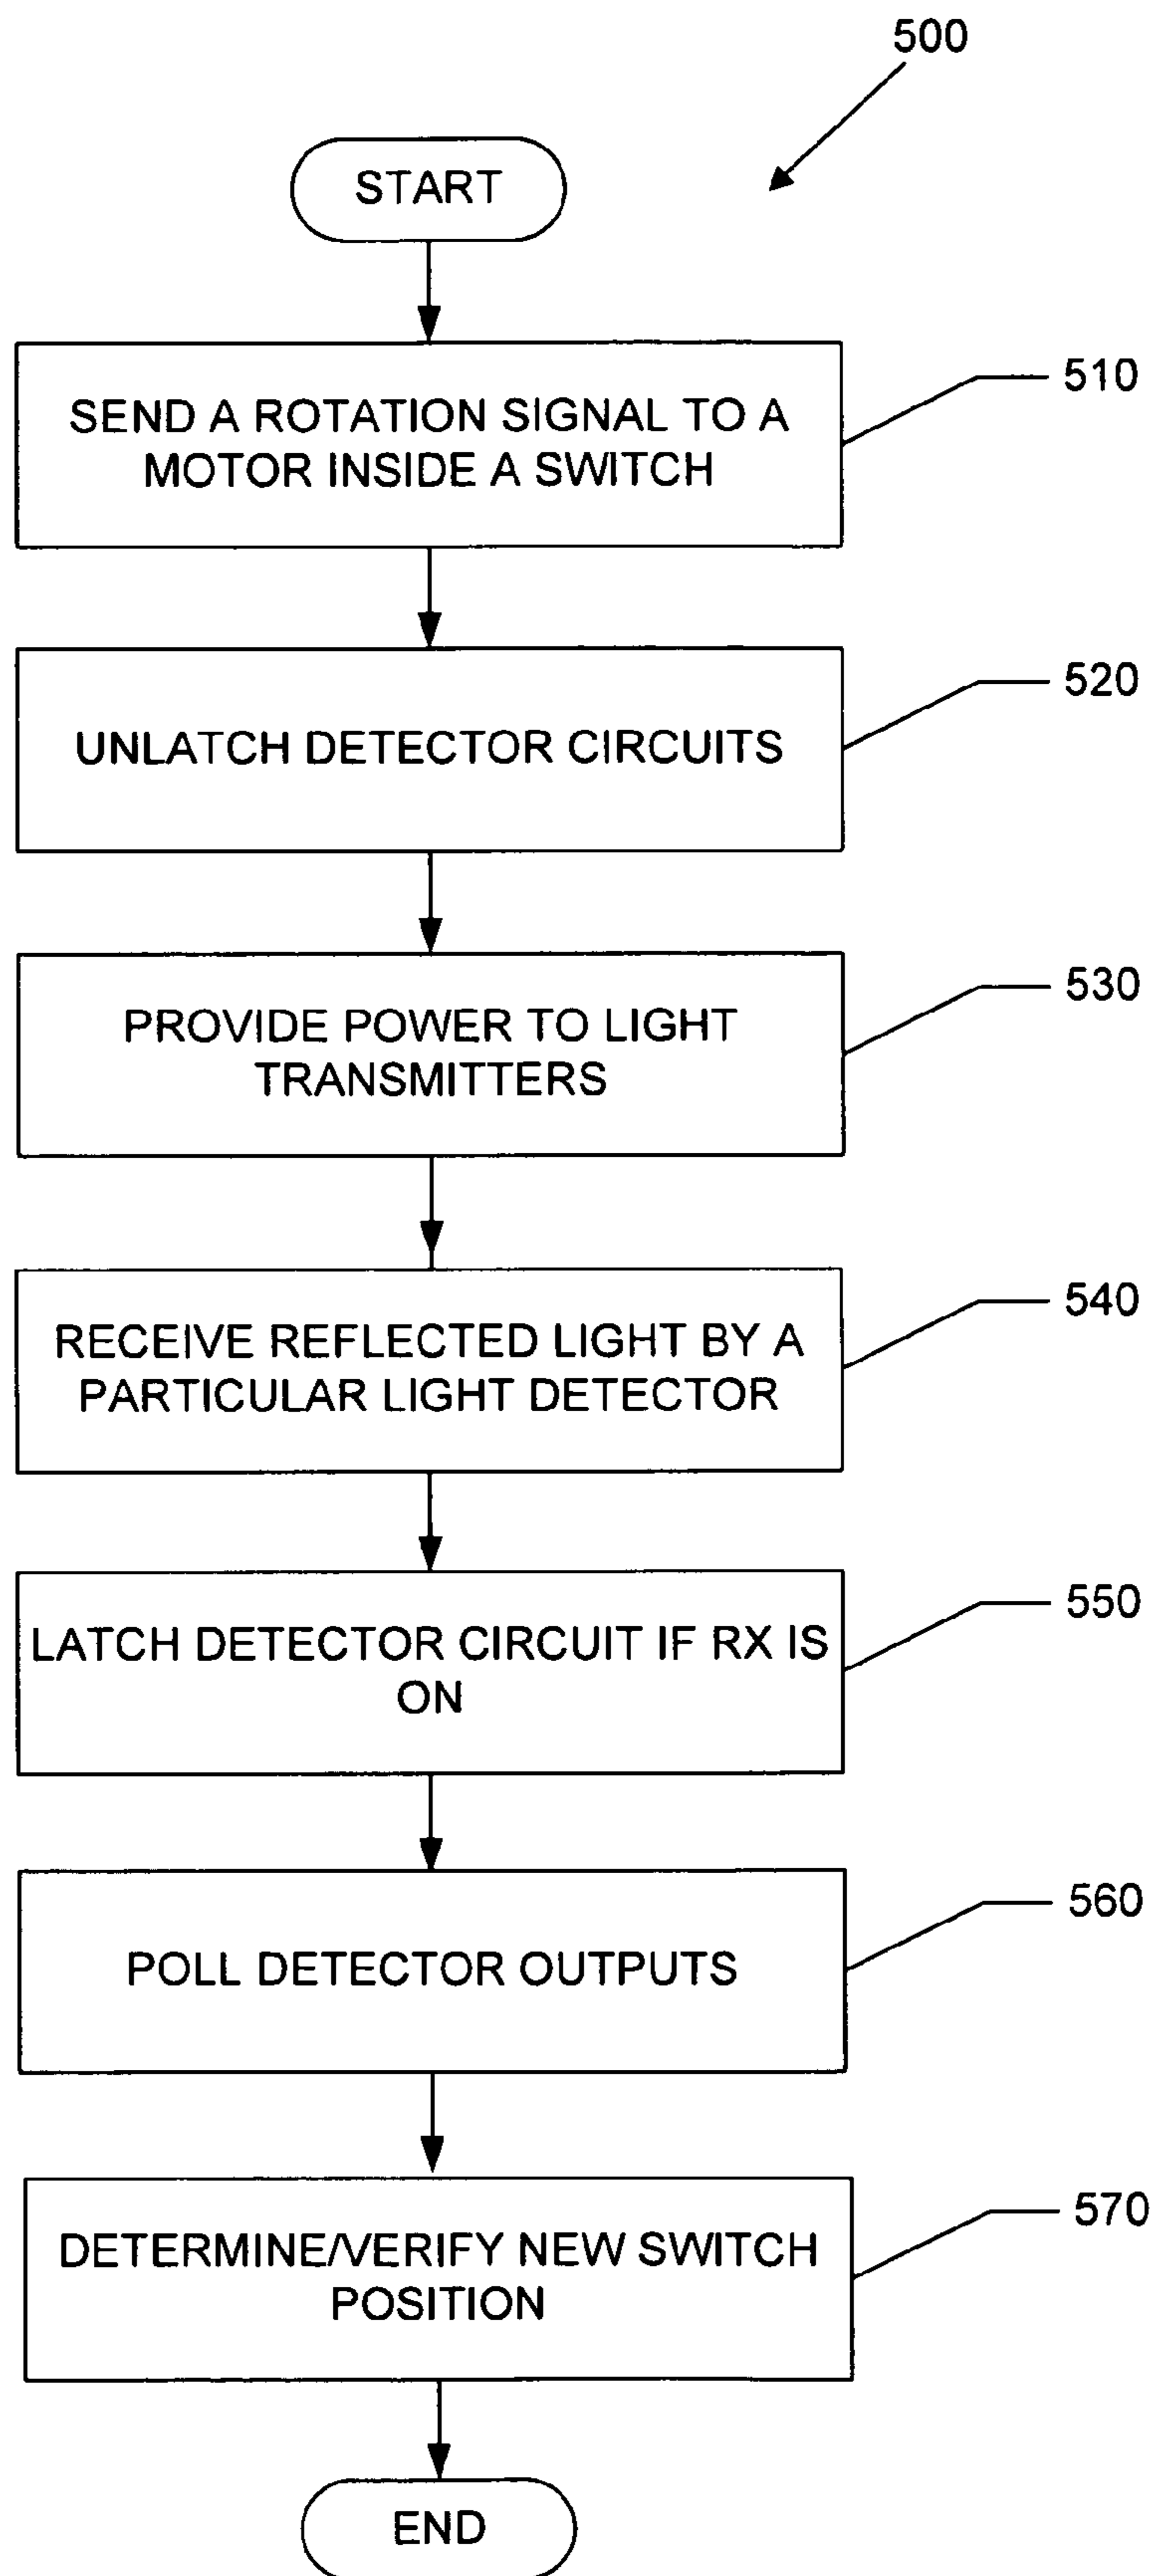 500
START
SEND A ROTATION SIGNAL TO A
MOTOR INSIDE A SWITCH
510
UNLATCH DETECTOR CIRCUITS
520
PROVIDE POWER TO LIGHT
TRANSMITTERS
530
RECEIVE REFLECTED LIGHT BY A
PARTICULAR LIGHT DETECTOR
540
LATCH DETECTOR CIRCUIT IF RX IS
ON
550
POLL DETECTOR OUTPUTS
560
DETERMINE/VERIFY NEW SWITCH
POSITION
570
END